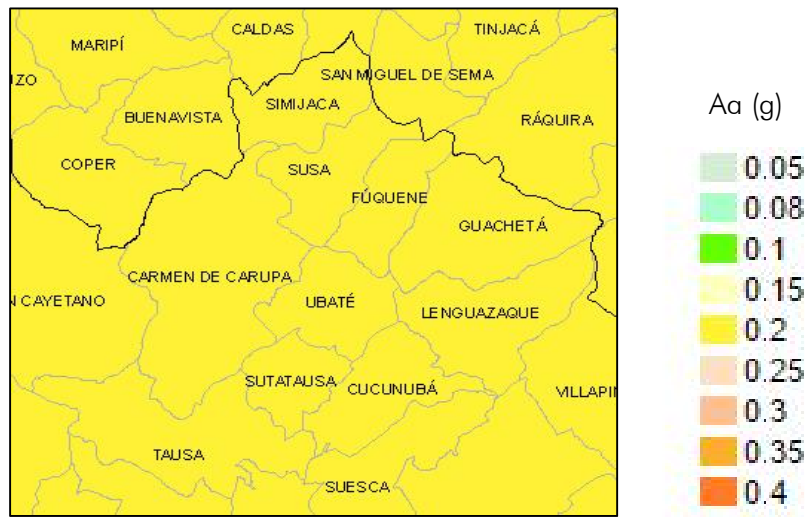 CALDAS
TINJACÁ
MARIPÍ
IZO
SAN MIGUEL DE SEMA
SIMIJACA
BUENAVISTA
RÁQUIRA
COPER
SUSA
FÚQUENE
GUACHETÁ
CARMEN DE CARUPA
N CAYETANO
UBATÉ
LENGUAZAQUE
SUTATAUSA
CUCUNUBÁ
VILLAPIN
TAUSA
SUESCA
Aa (g)
0.05
0.08
0.1
0.15
0.2
0.25
0.3
0.35
0.4